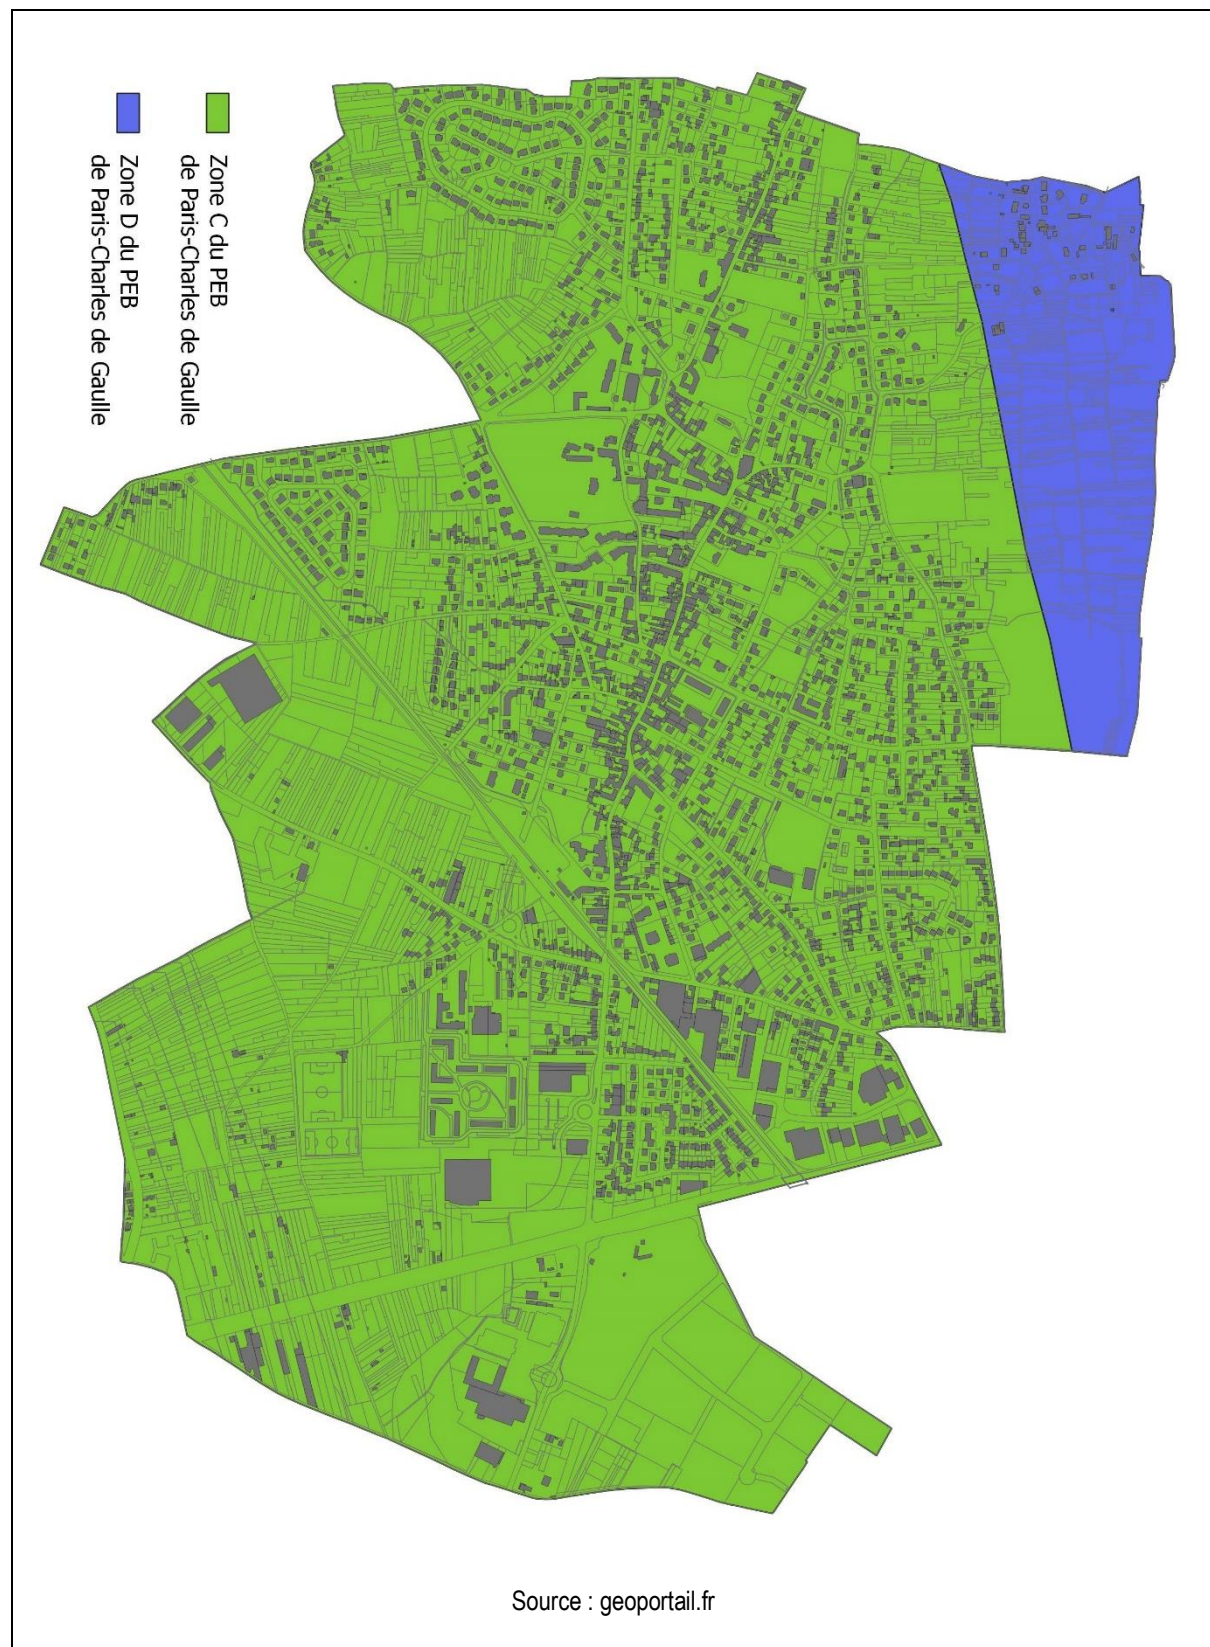 Zone C du PEB
de Paris-Charles de Gaulle
Zone D du PEB
de Paris-Charles de Gaulle
Source : geoportail.fr